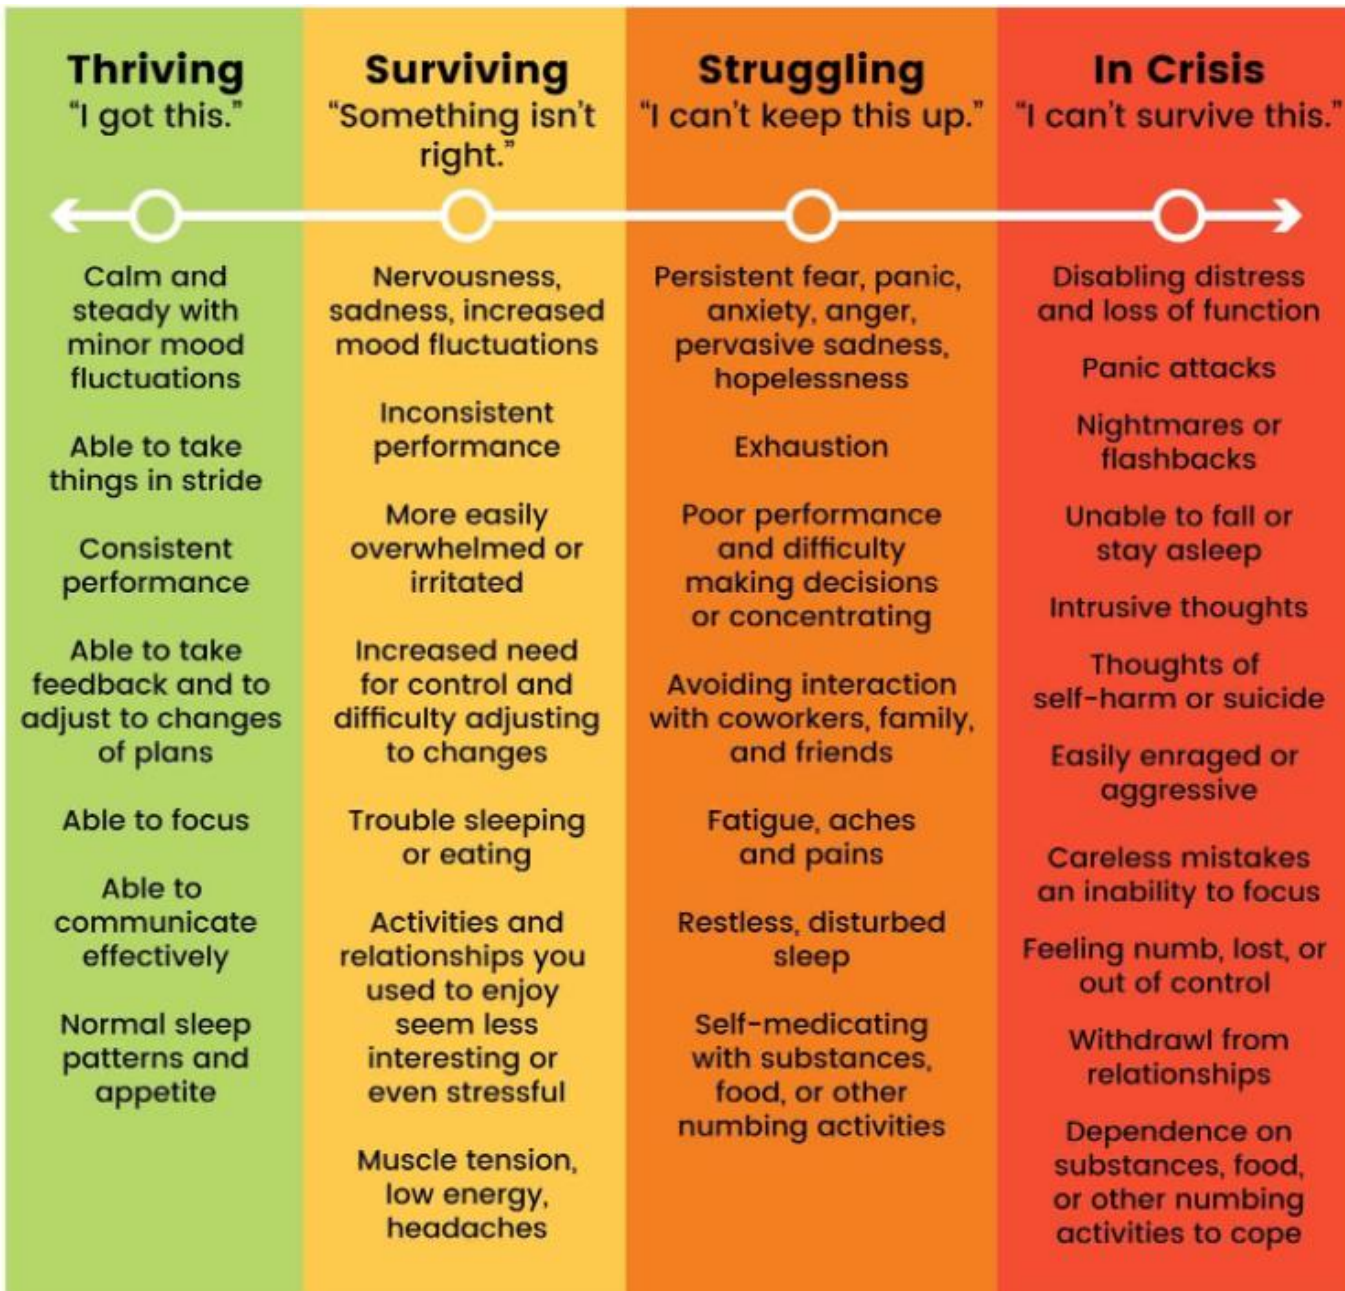 Thriving
“I got this.”
Calm and
steady with
minor mood
fluctuations
Able to take
things in stride
Consistent
performance
Able to take
feedback and to
adjust to changes
of plans
Able to focus
Able to
communicate
effectively
Normal sleep
patterns and
appetite
Surviving
“Something isn't
right.”
Nervousness,
sadness, increased
mood fluctuations
Inconsistent
performance
More easily
overwhelmed or
irritated
Increased need
for control and
difficulty adjusting
to changes
Trouble sleeping
or eating
Activities and
relationships you
used to enjoy
seem less
interesting or
even stressful
Muscle tension,
low energy,
headaches
Struggling
“I can't keep this up.”
Persistent fear, panic,
anxiety, anger,
pervasive sadness,
hopelessness
Exhaustion
Poor performance
and difficulty
making decisions
or concentrating
Avoiding interaction
with coworkers, family,
and friends
Fatigue, aches
and pains
Restless, disturbed
sleep
Self-medicating
with substances,
food, or other
numbing activities
In Crisis
“I can't survive this.”
Disabling distress
and loss of function
Panic attacks
Nightmares or
flashbacks
Unable to fall or
stay asleep
Intrusive thoughts
Thoughts of
self-harm or suicide
Easily enraged or
aggressive
Careless mistakes
an inability to focus
Feeling numb, lost, or
out of control
Withdrawl from
relationships
Dependence on
substances, food,
or other numbing
activities to cope